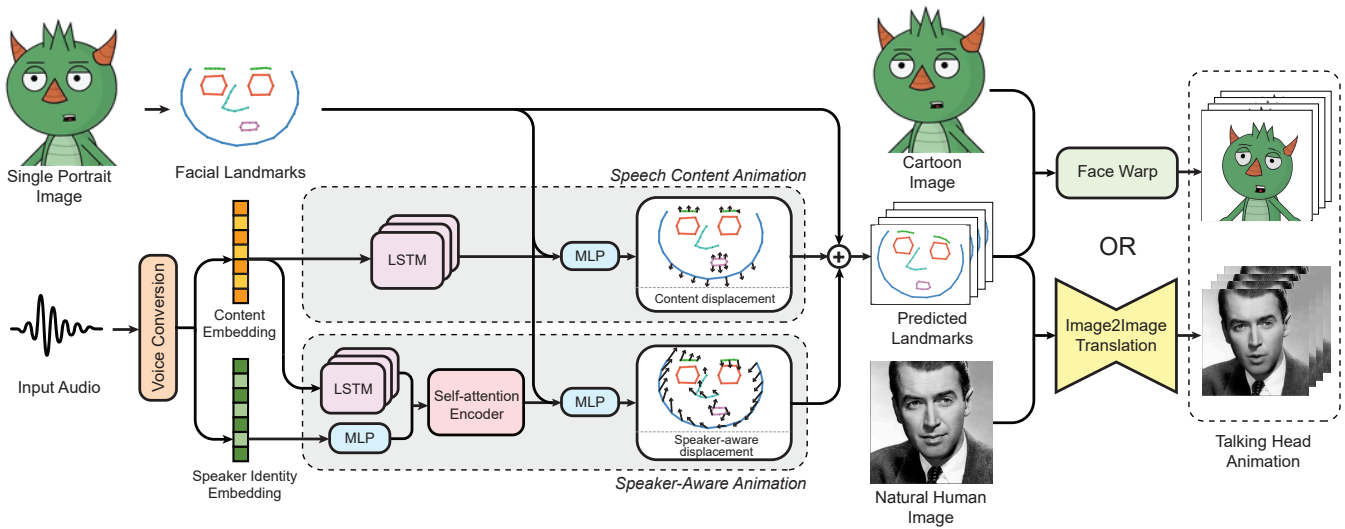 Single Portrait
Image
Facial Landmarks
Input Audio
Voice Conversion
Content
Embedding
Speaker Identity
Embedding
Speech Content Animation
LSTM
MLP
Content displacement
LSTM
MLP
Self-attention
Encoder
MLP
Speaker-aware
displacement
Speaker-Aware Animation
Cartoon
Image
Predicted
Landmarks
Natural Human
Image
Face Warp
OR
Image2Image
Translation
Talking Head
Animation